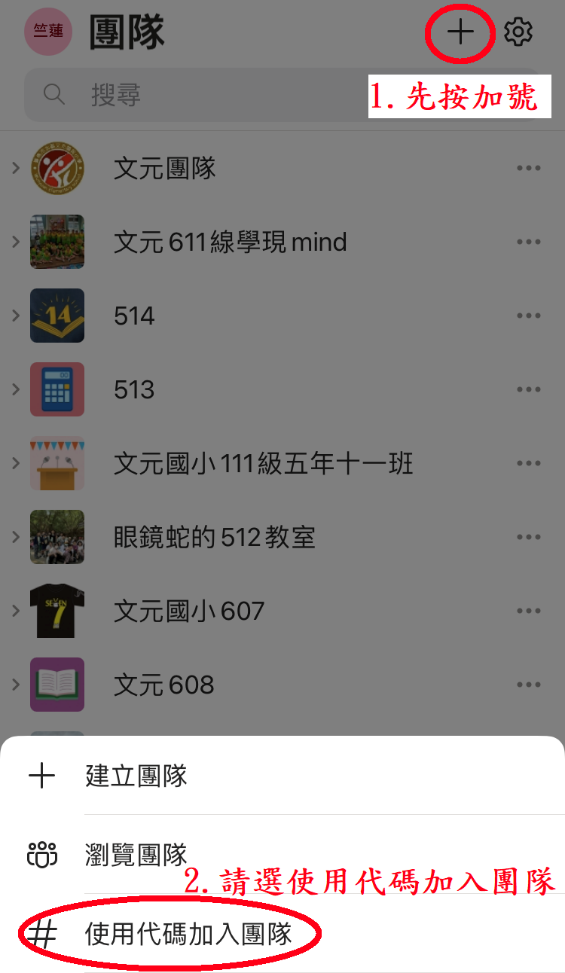 竺蓮
團隊
1.先按加號
搜尋
文元團隊
文元611線學現mind
14
514
513
文元國小111級五年十一班
眼鏡蛇的512教室
SEVEN
7
文元國小607
文元608
建立團隊
瀏覽團隊
2.請選使用代碼加入團隊
使用代碼加入團隊